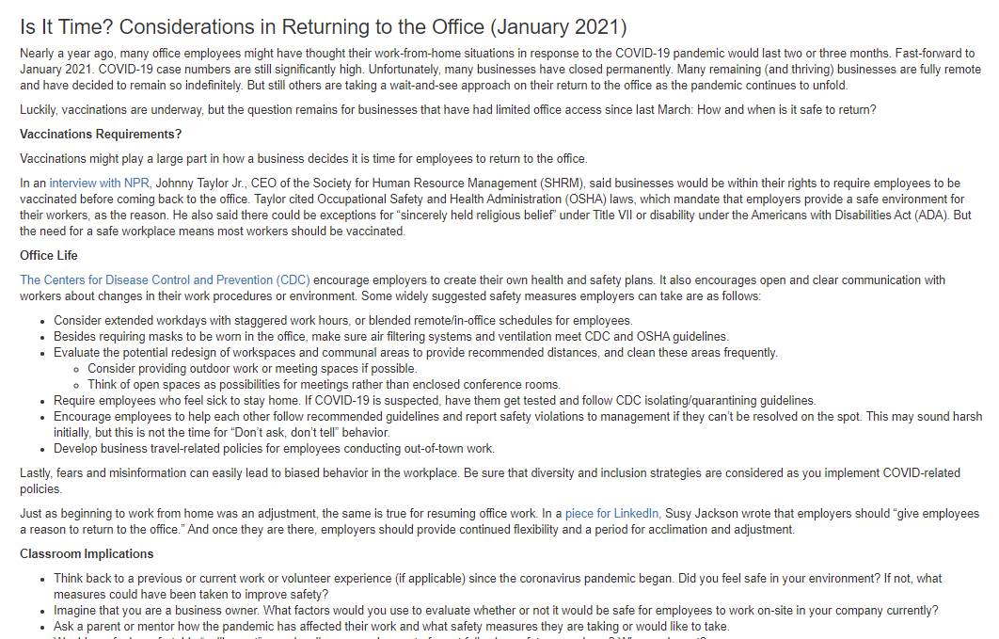 Is It Time? Considerations in Returning to the Office (January 2021)
Nearly a year ago, many office employees might have thought their work-from-home situations in response to the COVID-19 pandemic would last two or three months. Fast-forward to
January 2021. COVID-19 case numbers are still significantly high. Unfortunately, many businesses have closed permanently. Many remaining (and thriving) businesses are fully remote
and have decided to remain so indefinitely. But still others are taking a wait-and-see approach on their return to the office as the pandemic continues to unfold.
Luckily, vaccinations are underway, but the question remains for businesses that have had limited office access since last March: How and when is it safe to return?
Vaccinations Requirements?
Vaccinations might play a large part in how a business decides it is time for employees to return to the office.
In an interview with NPR, Johnny Taylor Jr., CEO of the Society for Human Resource Management (SHRM), said businesses would be within their rights to require employees to be
vaccinated before coming back to the office. Taylor cited Occupational Safety and Health Administration (OSHA) laws, which mandate that employers provide a safe environment for
their workers, as the reason. He also said there could be exceptions for “sincerely held religious belief” under Title VII or disability under the Americans with Disabilities Act (ADA). But
the need for a safe workplace means most workers should be vaccinated.
Office Life
The Centers for Disease Control and Prevention (CDC) encourage employers to create their own health and safety plans. It also encourages open and clear communication with
workers about changes in their work procedures or environment. Some widely suggested safety measures employers can take are as follows:
• Consider extended workdays with staggered work hours, or blended remote/in-office schedules for employees.
• Besides requiring masks to be worn in the office, make sure air filtering systems and ventilation meet CDC and OSHA guidelines.
• Evaluate the potential redesign of workspaces and communal areas to provide recommended distances, and clean these areas frequently.
◦ Consider providing outdoor work or meeting spaces if possible.
◦ Think of open spaces as possibilities for meetings rather than enclosed conference rooms.
• Require employees who feel sick to stay home. If COVID-19 is suspected, have them get tested and follow CDC isolating/quarantining guidelines.
• Encourage employees to help each other follow recommended guidelines and report safety violations to management if they can’t be resolved on the spot. This may sound harsh
initially, but this is not the time for “Don’t ask, don’t tell” behavior.
• Develop business travel-related policies for employees conducting out-of-town work.
Lastly, fears and misinformation can easily lead to biased behavior in the workplace. Be sure that diversity and inclusion strategies are considered as you implement COVID-related
policies.
Just as beginning to work from home was an adjustment, the same is true for resuming office work. In a piece for LinkedIn, Susy Jackson wrote that employers should “give employees
a reason to return to the office.” And once they are there, employers should provide continued flexibility and a period for acclimation and adjustment.
Classroom Implications
• Think back to a previous or current work or volunteer experience (if applicable) since the coronavirus pandemic began. Did you feel safe in your environment? If not, what
measures could have been taken to improve safety?
• Imagine that you are a business owner. What factors would you use to evaluate whether or not it would be safe for employees to work on-site in your company currently?
• Ask a parent or mentor how the pandemic has affected their work and what safety measures they are taking or would like to take.